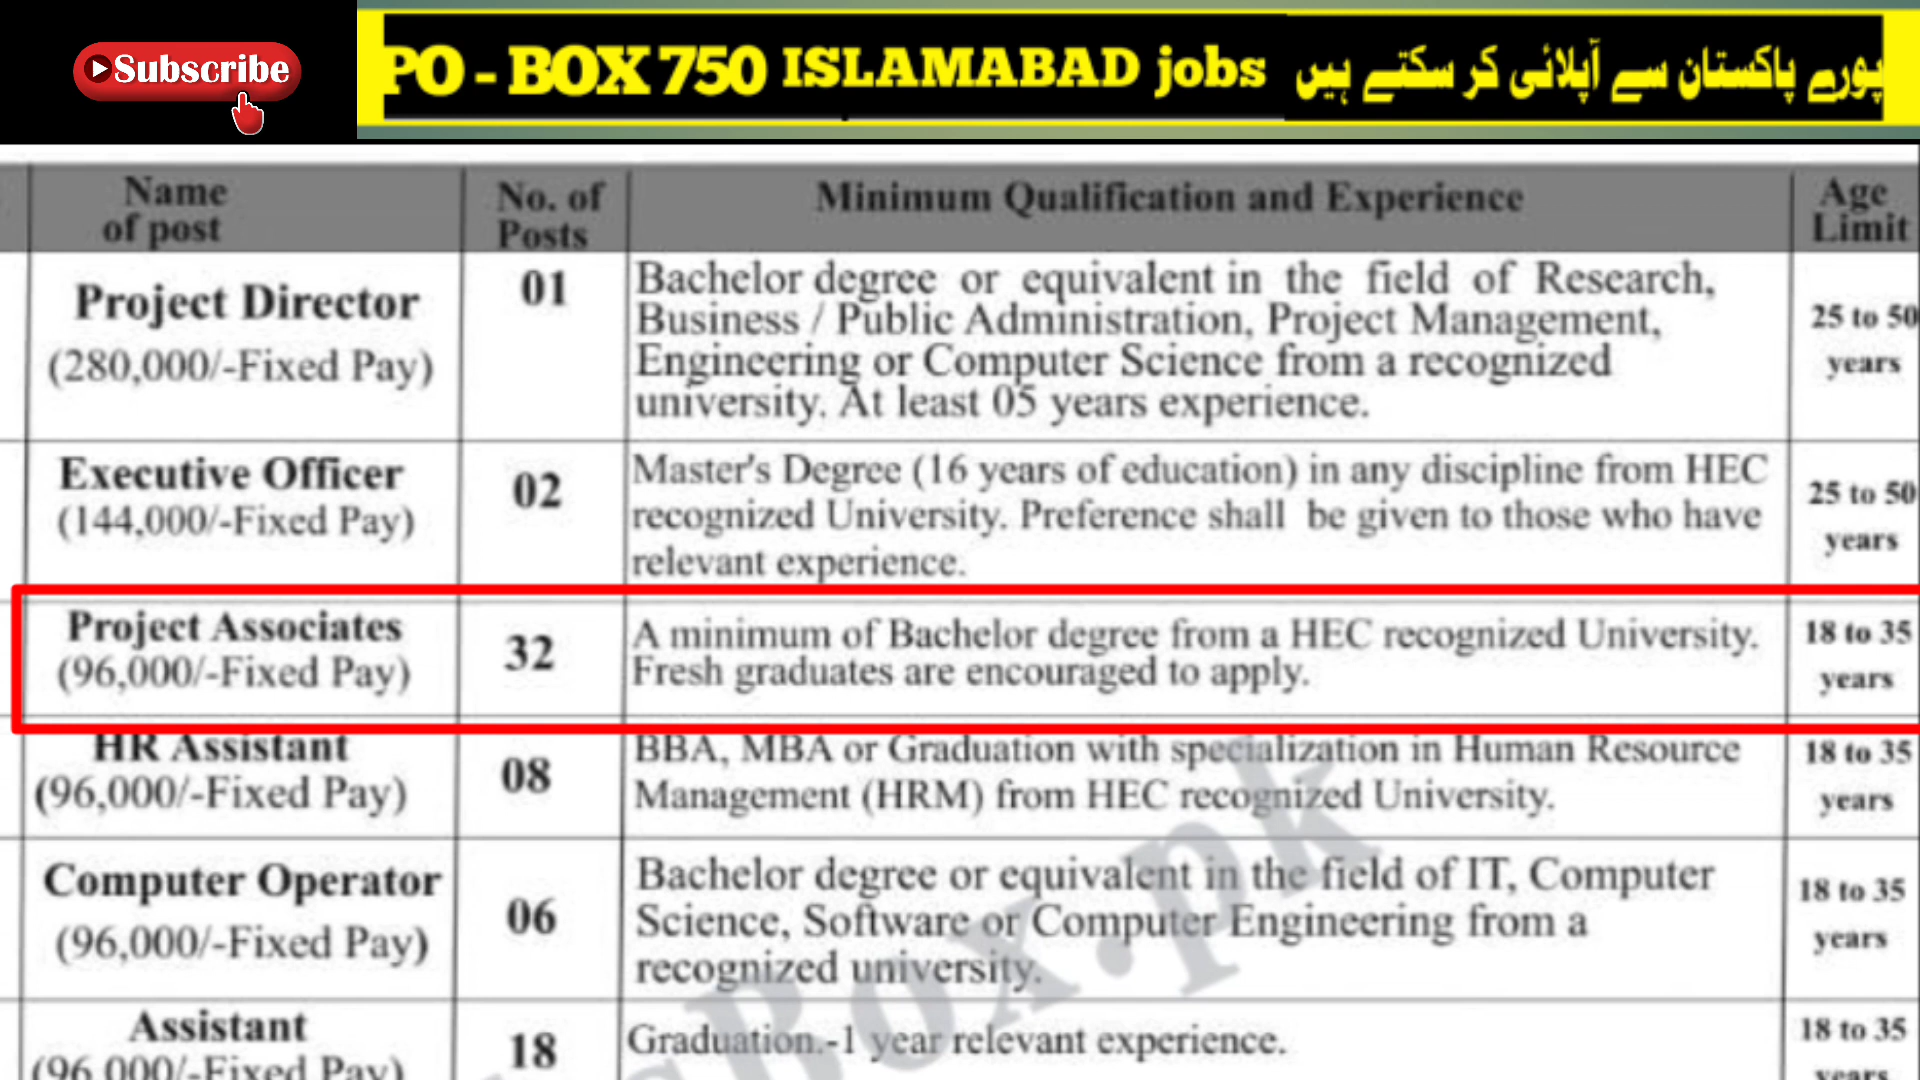 Subscribe
PO - BOX 750 ISLAMABAD jobs پورے پاکستان سے آپلائی کر سکتے ہیں
Name of post
No. of Posts
Minimum Qualification and Experience
Age Limit
Project Director
(280,000/-Fixed Pay)
01
Bachelor degree or equivalent in the field of Research,
Business / Public Administration, Project Management,
Engineering or Computer Science from a recognized
university. At least 05 years experience.
25 to 50
years
Executive Officer
(144,000/-Fixed Pay)
02
Master's Degree (16 years of education) in any discipline from HEC
recognized University. Preference shall be given to those who have
relevant experience.
25 to 50
years
Project Associates
(96,000/-Fixed Pay)
32
A minimum of Bachelor degree from a HEC recognized University.
Fresh graduates are encouraged to apply.
18 to 35
years
HR Assistant
(96,000/-Fixed Pay)
08
BBA, MBA or Graduation with specialization in Human Resource
Management (HRM) from HEC recognized University.
18 to 35
years
Computer Operator
(96,000/-Fixed Pay)
06
Bachelor degree or equivalent in the field of IT, Computer
Science, Software or Computer Engineering from a
recognized university.
18 to 35
years
Assistant
(96,000/-Fixed Pay)
18
Graduation.-1 year relevant experience.
18 to 35
years
sBox.pk